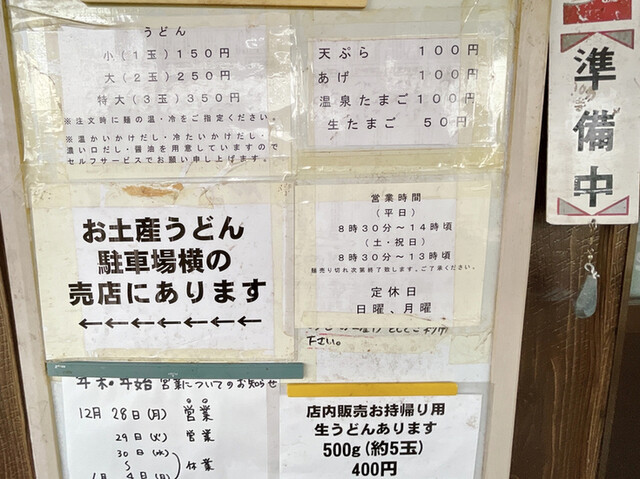 うどん
小(1玉)150円
大(2玉)250円
特大(3玉)350円
※注文時に麺の温・冷をご指定ください。
※温かいかけだし・冷たいかけだし・
濃い口だし・醤油を用意していますので
セルフサービスでお願い申し上げます。
天ぷら 100円
あげ 100円
温泉たまご 100円
生たまご 50円
準備中
お土産うどん
駐車場横の
売店にあります
←←←←←←←
営業時間
(平日)
8時30分~14時頃
(土・祝日)
8時30分~13時頃
麺売り切れ次第終了致します。ご了承ください。
定休日
日曜、月曜
下さい。
年末・年始 営業についてのお知らせ
12月28日(月) 営業
29日(火) 営業
30日(水)
〜 休業
1月4日(月)
店内販売お持帰り用
生うどんあります
500g(約5玉)
400円